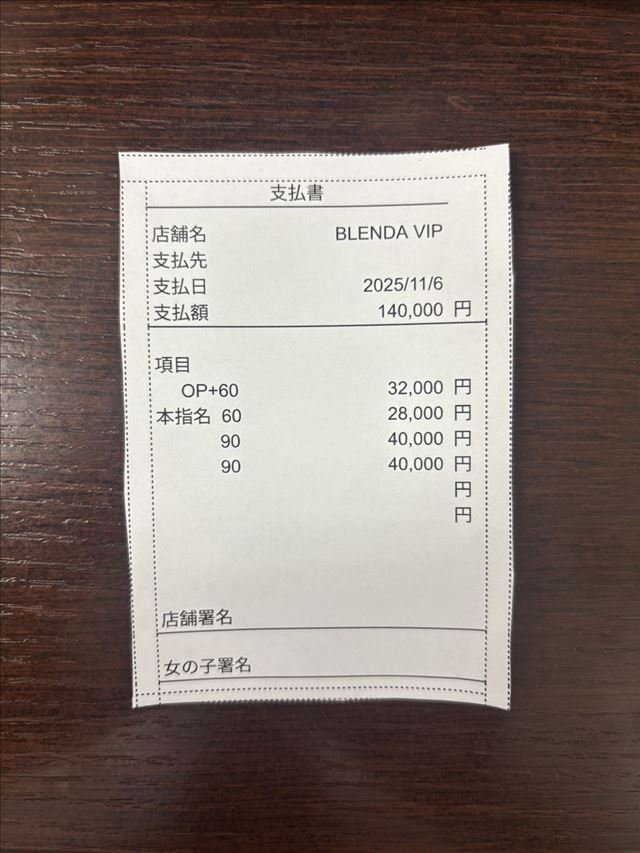 支払書
店舗名 BLENDA VIP
支払先
支払日 2025/11/6
支払額 140,000 円
項目
OP+60 32,000 円
本指名 60 28,000 円
90 40,000 円
90 40,000 円
円
円
店舗署名
女の子署名